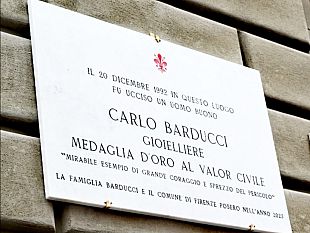 IL 20 DICEMBRE 1992 IN QUESTO LUOGO
FU UCCISO UN UOMO BUONO
CARLO BARDUCCI
GIOIELLIERE
MEDAGLIA D'ORO AL VALOR CIVILE
"MIRABILE ESEMPIO DI GRANDE CORAGGIO E SPREZZO DEL PERICOLO"
LA FAMIGLIA BARDUCCI E IL COMUNE DI FIRENZE POSERO NELL'ANNO 2023